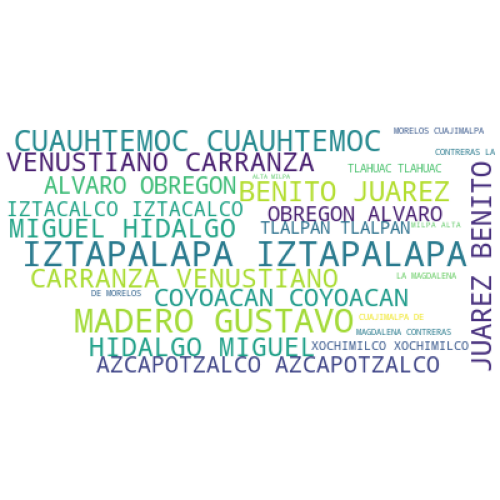 MORELOS CUAJIMALPA
CUAUHTEMOC CUAUHTEMOC
CONTRERAS LA
VENUSTIANO CARRANZA
TLAHUAC TLAHUAC
ALTA MILPA
ALVARO OBREGON
BENITO JUAREZ
IZTACALCO IZTACALCO
OBREGON ALVARO
MIGUEL HIDALGO
TLALPAN TLALPAN
MILPA ALTA
IZTAPALAPA IZTAPALAPA
JUAREZ BENITO
CARRANZA VENUSTIANO
LA MAGDALENA
DE MORELOS
COYOACAN COYOACAN
MADERO GUSTAVO
CUAJIMALPA DE
MAGDALENA CONTRERAS
HIDALGO MIGUEL
XOCHIMILCO XOCHIMILCO
AZCAPOTZALCO AZCAPOTZALCO